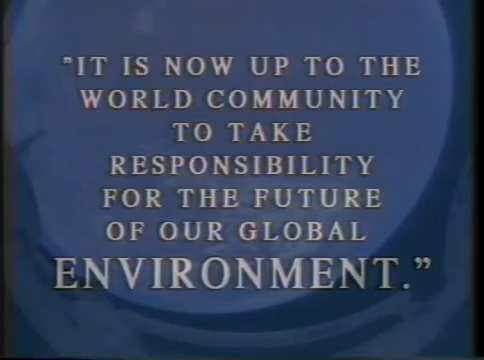 "IT IS NOW UP TO THE
WORLD COMMUNITY
TO TAKE
RESPONSIBILITY
FOR THE FUTURE
OF OUR GLOBAL
ENVIRONMENT."